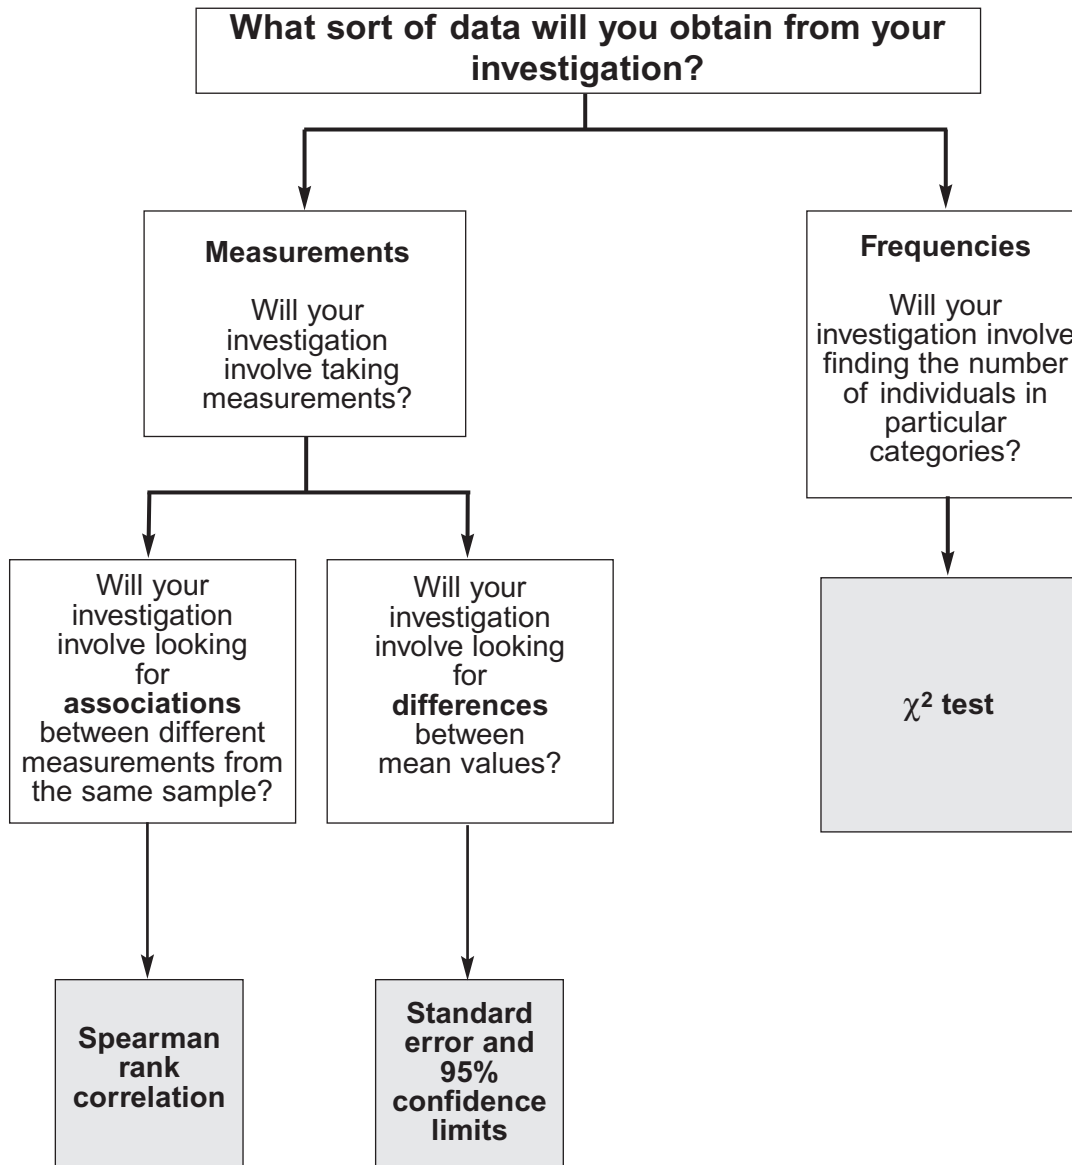 What sort of data will you obtain from your
investigation?
Measurements
Will your
investigation
involve taking
measurements?
Frequencies
Will your
investigation involve
finding the number
of individuals in
particular
categories?
Will your
investigation
involve looking
for
associations
between different
measurements from
the same sample?
Will your
investigation
involve looking
for
differences
between
mean values?
χ² test
Spearman
rank
correlation
Standard
error and
95%
confidence
limits